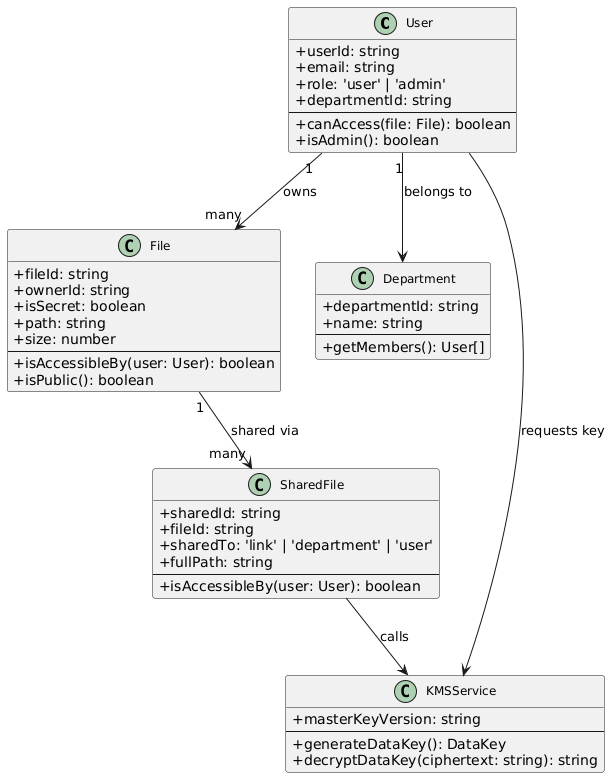 C User
+userId: string
+email: string
+role: 'user' | 'admin'
+departmentId: string
+canAccess(file: File): boolean
+isAdmin(): boolean
1
owns
many
1
belongs to
C File
+fileId: string
+ownerId: string
+isSecret: boolean
+path: string
+size: number
+isAccessibleBy(user: User): boolean
+isPublic(): boolean
C Department
+departmentId: string
+name: string
+getMembers(): User[]
1
shared via
many
requests key
C SharedFile
+sharedId: string
+fileId: string
+sharedTo: 'link' | 'department' | 'user'
+fullPath: string
+isAccessibleBy(user: User): boolean
calls
C KMSService
+masterKeyVersion: string
+generateDataKey(): DataKey
+decryptDataKey(ciphertext: string): string